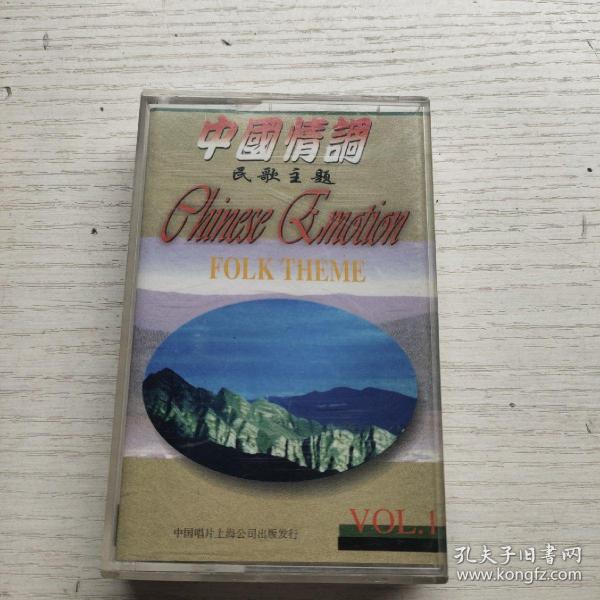 中國情調
民歌主题
Chinese Emotion
FOLK THEME
VOL.1
中国唱片上海公司出版发行
孔夫子旧书网
www.kongfz.com